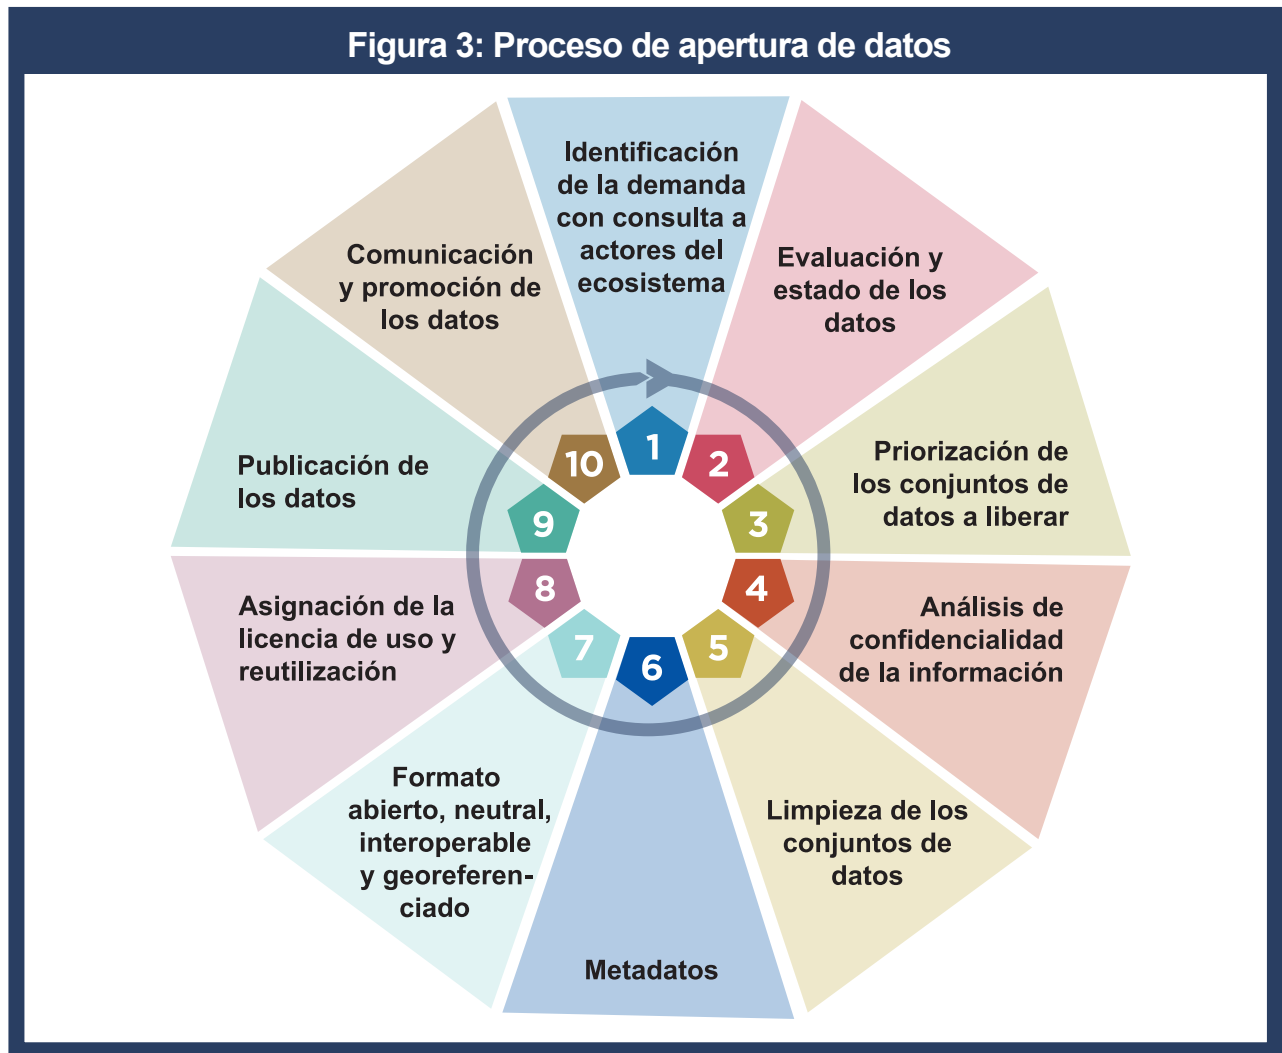 Figura 3: Proceso de apertura de datos
Identificación
de la demanda
con consulta a
actores del
ecosistema
1
Evaluación y
estado de los
datos
2
Priorización de
los conjuntos de
datos a liberar
3
Análisis de
confidencialidad
de la información
4
Limpieza de los
conjuntos de
datos
5
Metadatos
6
Formato
abierto, neutral,
interoperable
y georeferen-
ciado
7
Asignación de la
licencia de uso y
reutilización
8
Publicación de
los datos
9
Comunicación
y promoción de
los datos
10